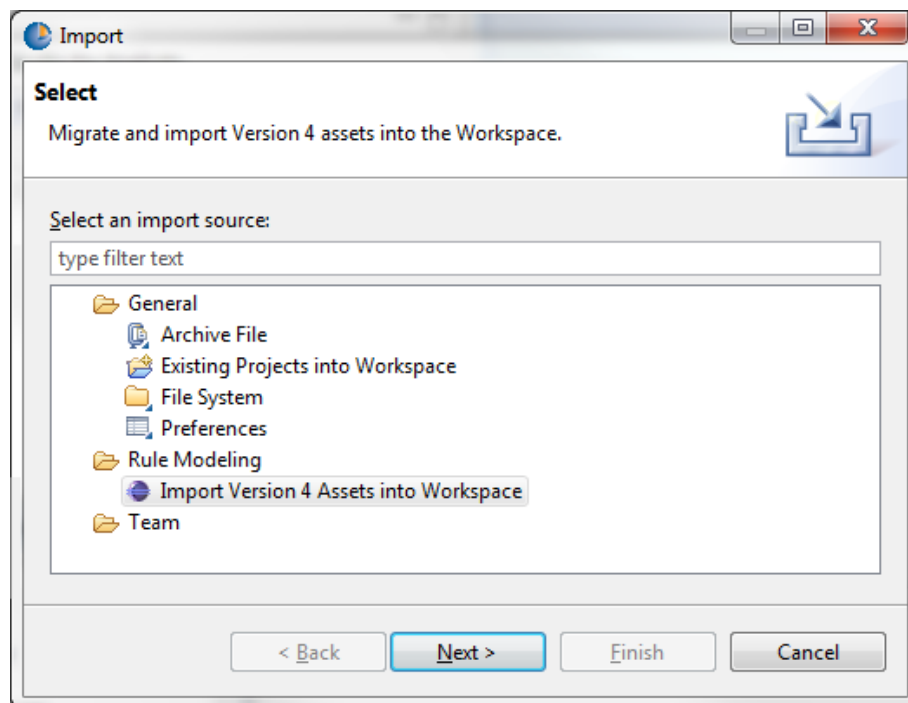 Import
Select
Migrate and import Version 4 assets into the Workspace.
Select an import source:
type filter text
General
Archive File
Existing Projects into Workspace
File System
Preferences
Rule Modeling
Import Version 4 Assets into Workspace
Team
< Back Next > Finish Cancel